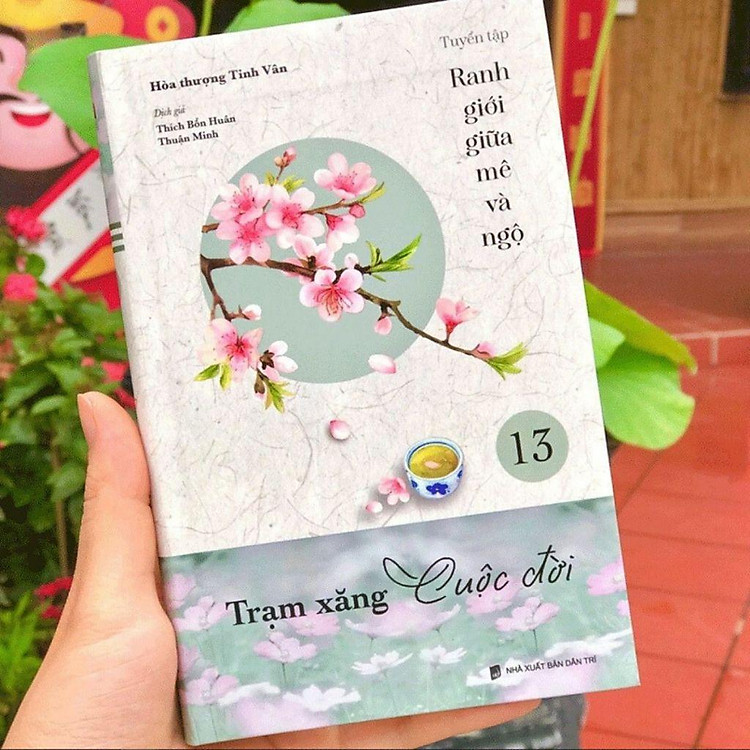 Hòa thượng Tinh Vân
Dịch giả
Thích Bổn Huân
Thuận Minh
Tuyển tập
Ranh
giới
giữa
mê
và
ngộ
13
Trạm xăng Cuộc đời
NHÀ XUẤT BẢN DÂN TRÍ